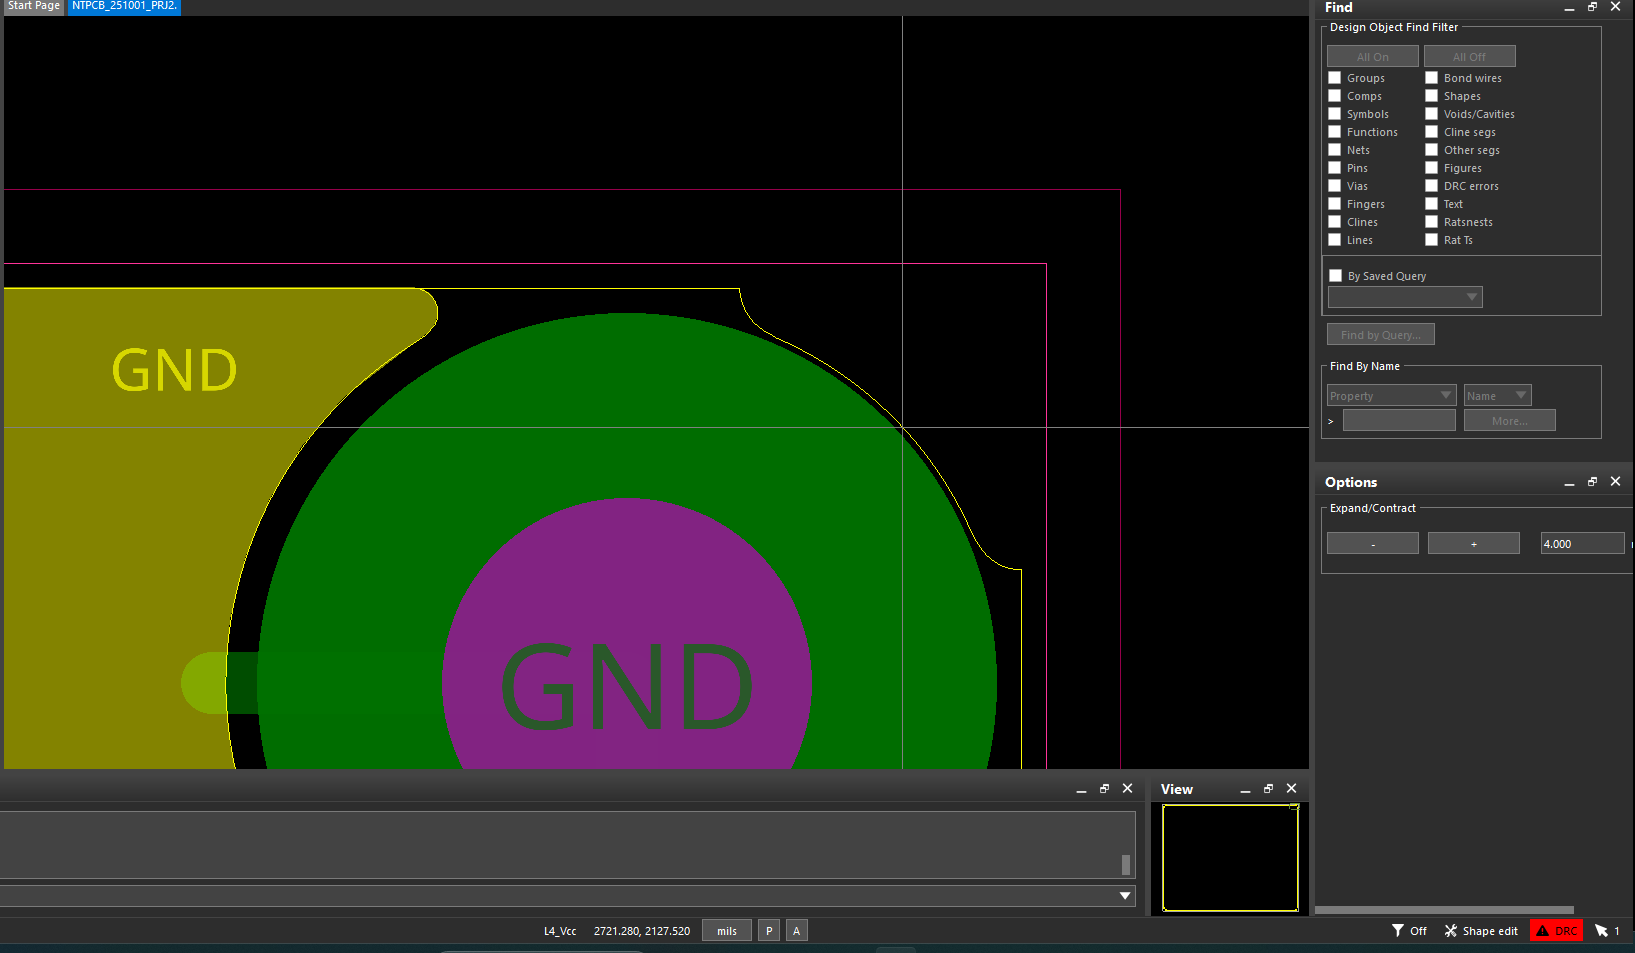 Start Page
NTPCB_251001_PRJ2.
Find
Design Object Find Filter
All On All Off
Groups Bond wires
Comps Shapes
Symbols Voids/Cavities
Functions Cline segs
Nets Other segs
Pins Figures
Vias DRC errors
Fingers Text
Clines Ratsnests
Lines Rat Ts
By Saved Query
Find by Query...
Find By Name
Property Name
> More...
GND
GND
Options
Expand/Contract
- + 4.000
View
L4_Vcc 2721.280, 2127.520 mils P A
Off Shape edit DRC 1